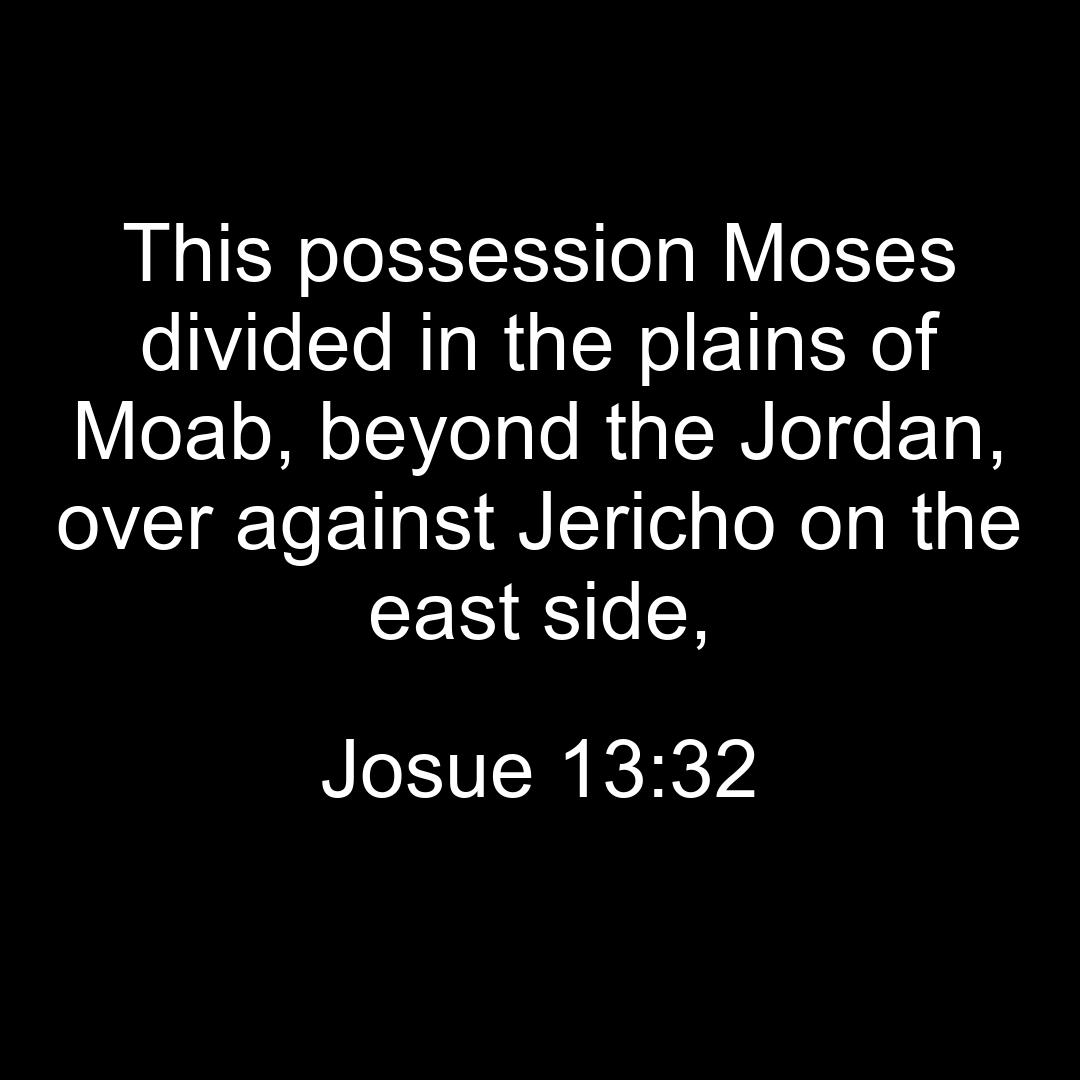 This possession Moses
divided in the plains of
Moab, beyond the Jordan,
over against Jericho on the
east side,
Josue 13:32